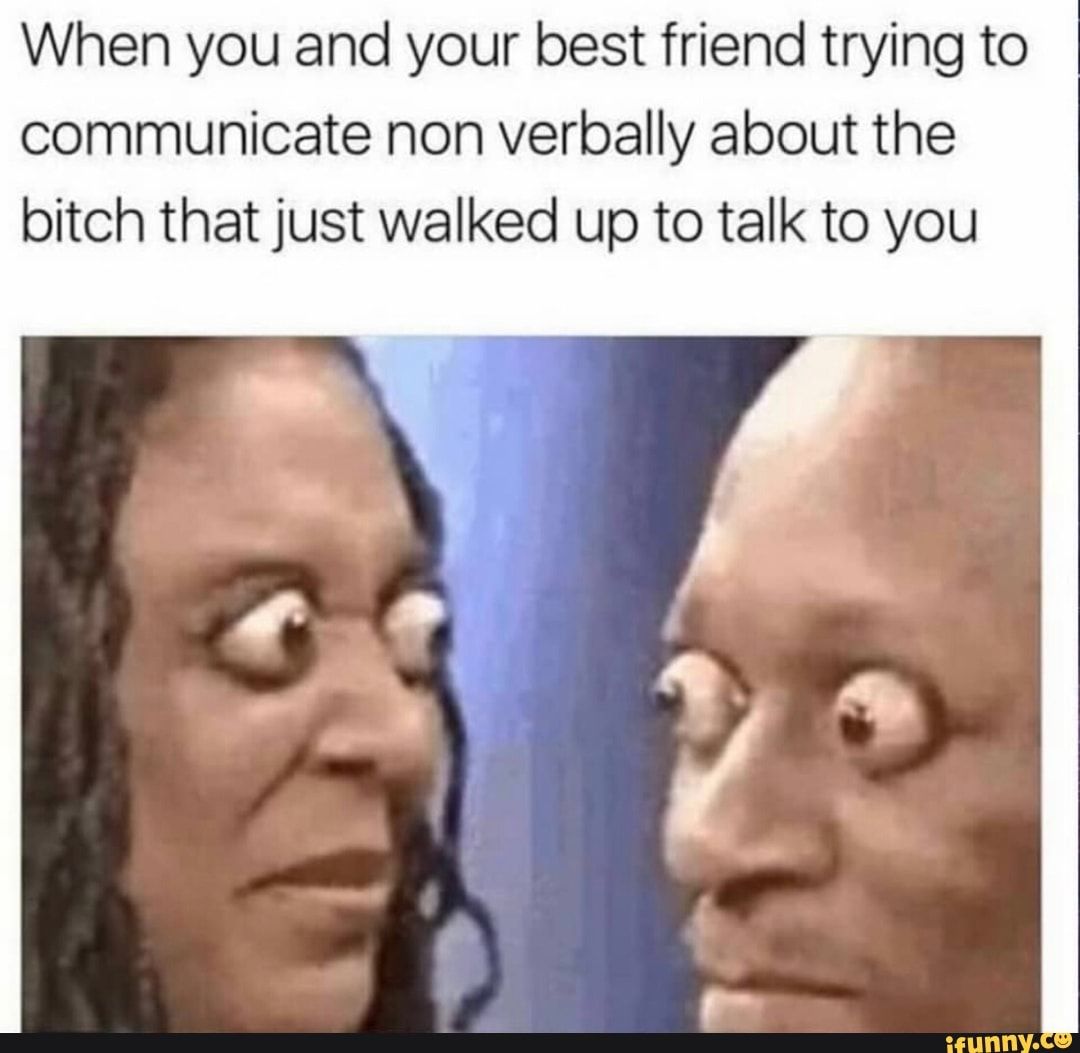 When you and your best friend trying to
communicate non verbally about the
bitch that just walked up to talk to you
ifunny.co